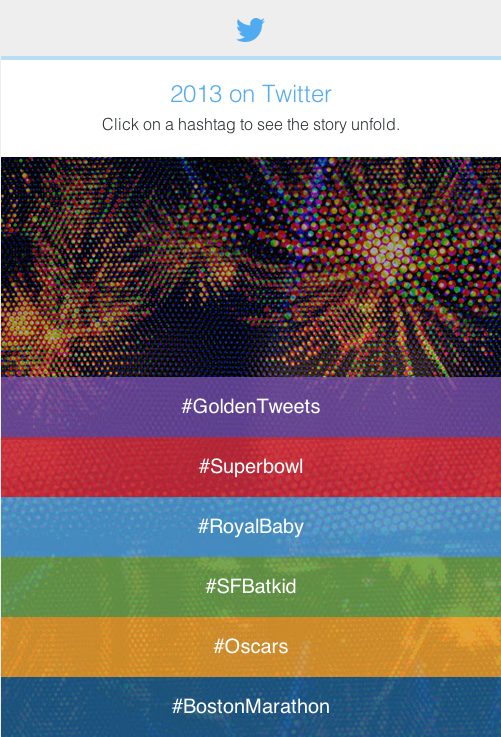 2013 on Twitter
Click on a hashtag to see the story unfold.
#GoldenTweets
#Superbowl
#RoyalBaby
#SFBatkid
#Oscars
#BostonMarathon